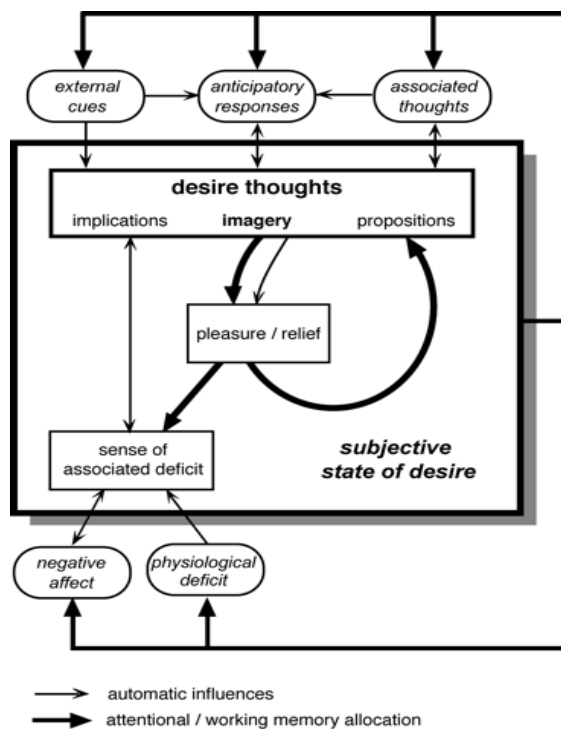 external
cues
anticipatory
responses
associated
thoughts
desire thoughts
implications imagery propositions
pleasure / relief
sense of
associated deficit
subjective
state of desire
negative
affect
physiological
deficit
automatic influences
attentional / working memory allocation